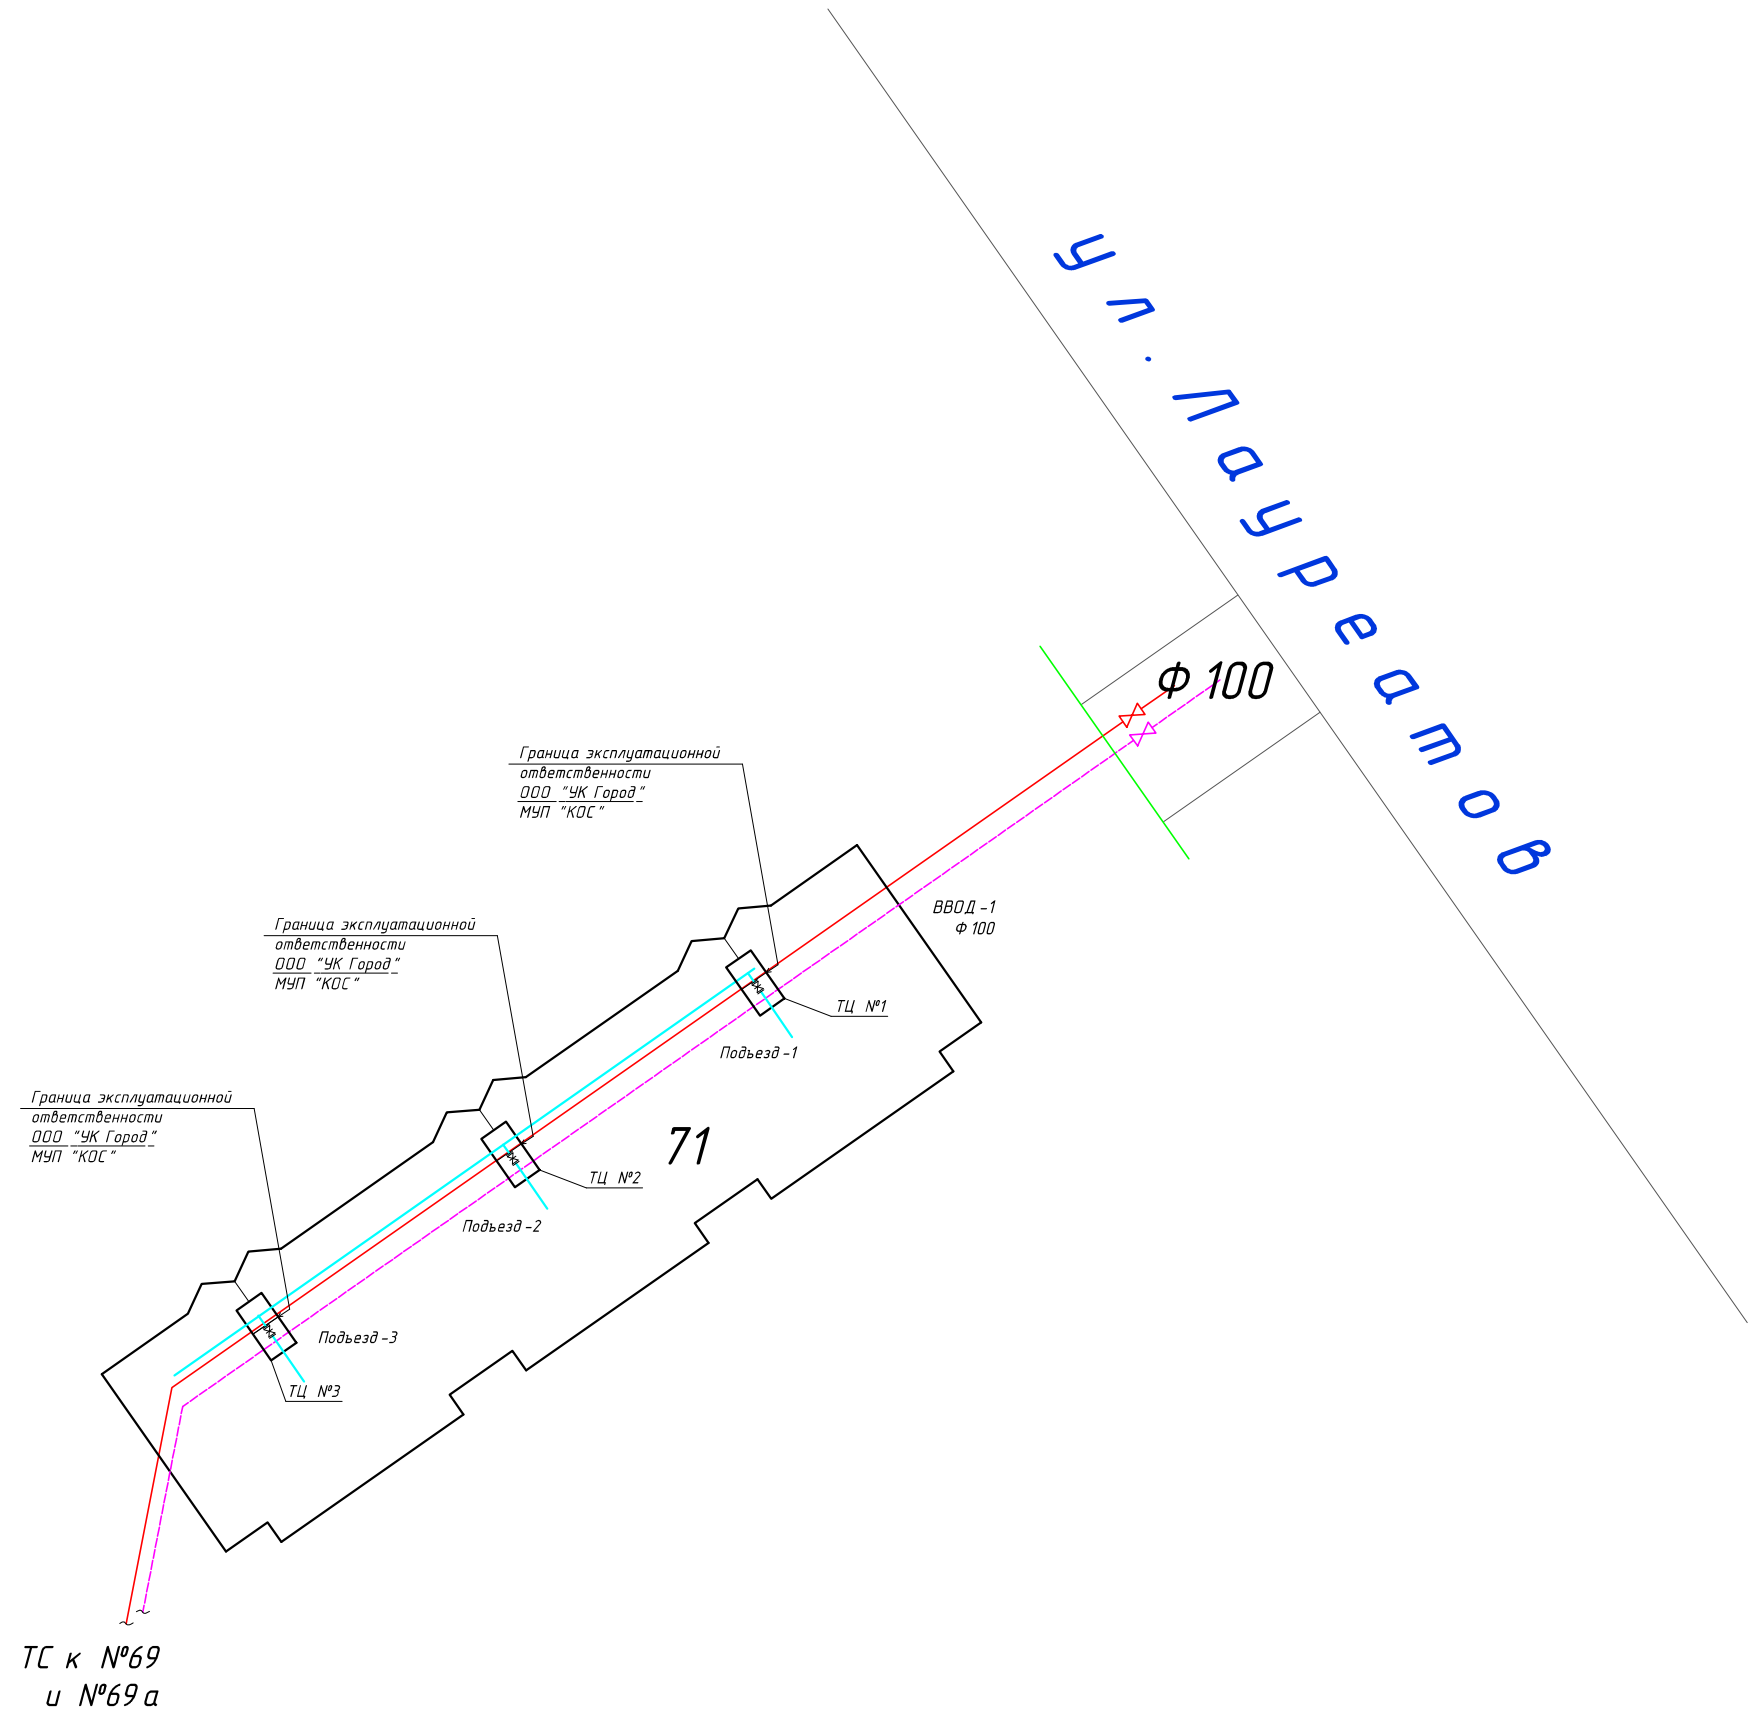 ул. Лауреатов
Ф 100
Граница эксплуатационной
ответственности
ООО "УК Город"
МУП "КОС"
ВВОД-1
Ф 100
Граница эксплуатационной
ответственности
ООО "УК Город"
МУП "КОС"
ТЦ №1
Подъезд-1
Граница эксплуатационной
ответственности
ООО "УК Город"
МУП "КОС"
71
ТЦ №2
Подъезд-2
Подъезд-3
ТЦ №3
ТС к №69
и №69а